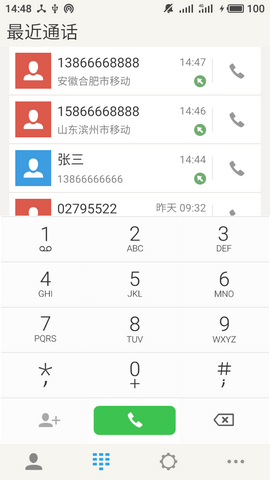 14:48 100
最近通话
13866668888 14:47
安徽合肥市移动
15866668888 14:46
山东滨州市移动
张三 14:44
13866666666
02795522 昨天 09:32
1 2 3
ABC DEF
4 5 6
GHI JKL MNO
7 8 9
PQRS TUV WXYZ
* 0 #
, + ;